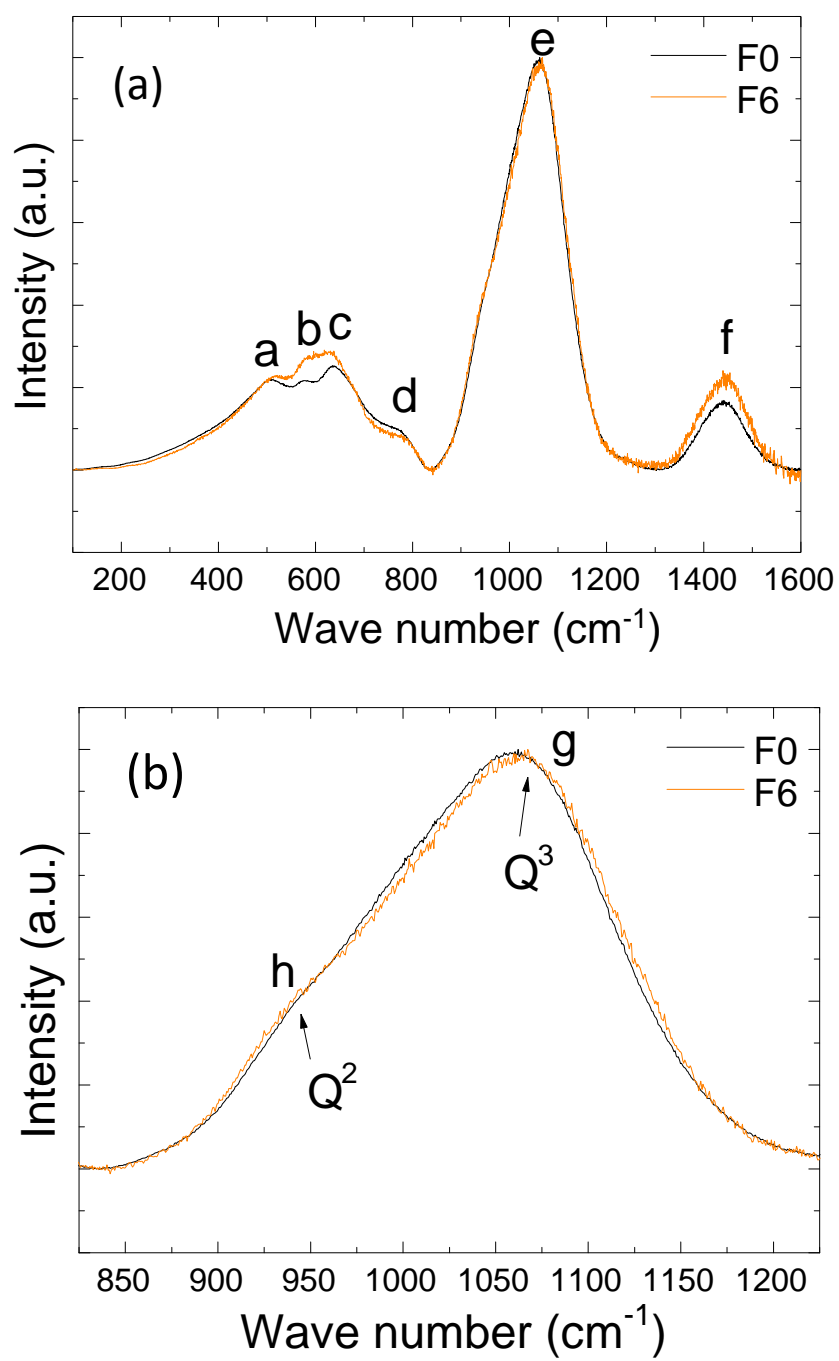 (a)
e
F0
F6
a
b
c
d
f
Intensity (a.u.)
200 400 600 800 1000 1200 1400 1600
Wave number (cm⁻¹)
(b)
g
F0
F6
Q³
h
Q²
Intensity (a.u.)
850 900 950 1000 1050 1100 1150 1200
Wave number (cm⁻¹)